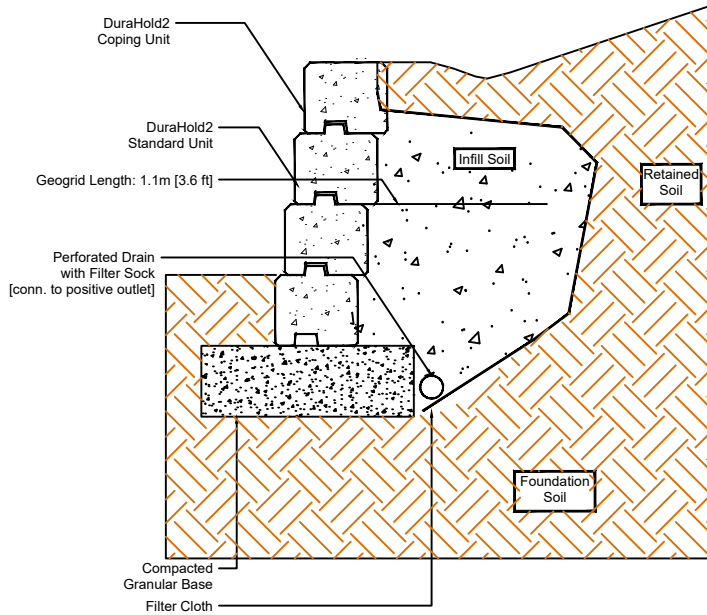 DuraHold2
Coping Unit
DuraHold2
Standard Unit
Infill Soil
Geogrid Length: 1.1m [3.6 ft]
Retained
Soil
Perforated Drain
with Filter Sock
[conn. to positive outlet]
Foundation
Soil
Compacted
Granular Base
Filter Cloth